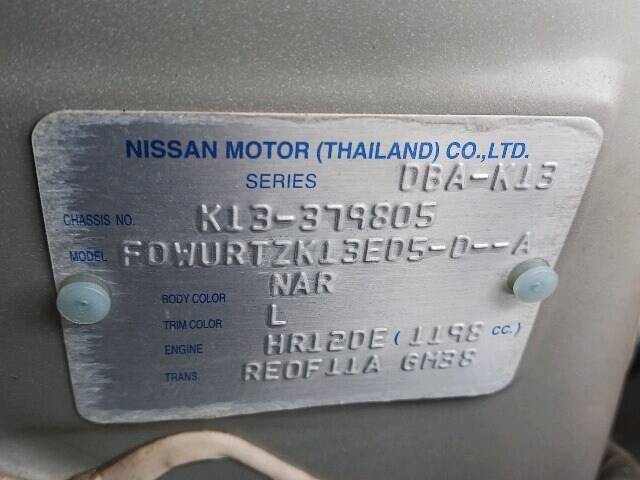 NISSAN MOTOR (THAILAND) CO.,LTD.
SERIES DBA-K13
CHASSIS NO. K13-379805
MODEL FDWURTZK13ED5-D--A
BODY COLOR NAR
TRIM COLOR L
ENGINE HR12DE (1198 CC.)
TRANS. RE0F11A GM38